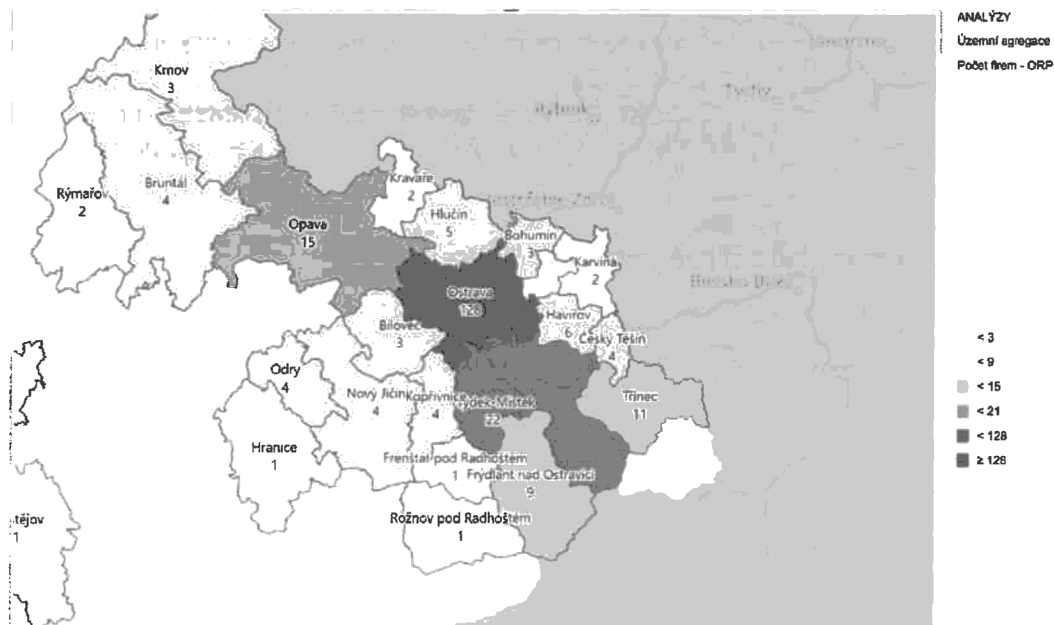 ANALÝZY
Územní agregace
Počet firem - ORP
Krnov
3
Bruntál
4
Rýmařov
2
Opava
15
Kravaře
2
Hlučín
5
Bohumín
3
Karviná
2
Ostrava
Havířov
6
Český Těšín
4
Bílovec
3
Odry
4
Nový Jičín
4
Kopřivnice
4
22
Třinec
11
Hranice
1
Frenštát pod Radhoštěm
1
Frýdlant nad Ostravicí
9
Rožnov pod Radhoštěm
1
tějov
1
< 3
< 9
< 15
< 21
< 128